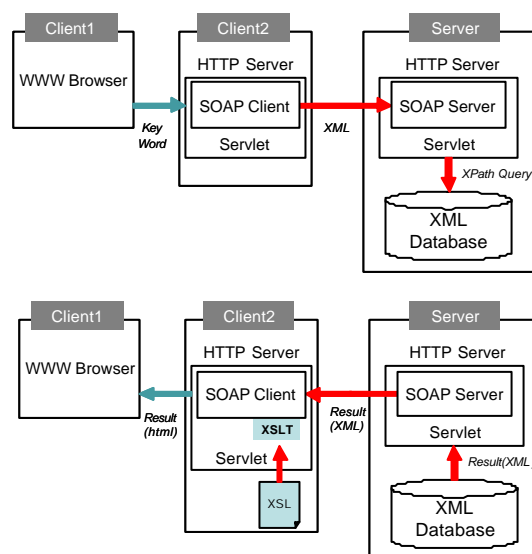 Client1
Client2
Server
WWW Browser
HTTP Server
SOAP Client
Servlet
HTTP Server
SOAP Server
Servlet
Key
Word
XML
XPath Query
XML
Database
Client1
Client2
Server
WWW Browser
HTTP Server
SOAP Client
XSLT
Servlet
XSL
HTTP Server
SOAP Server
Servlet
Result
(html)
Result
(XML)
Result(XML)
XML
Database